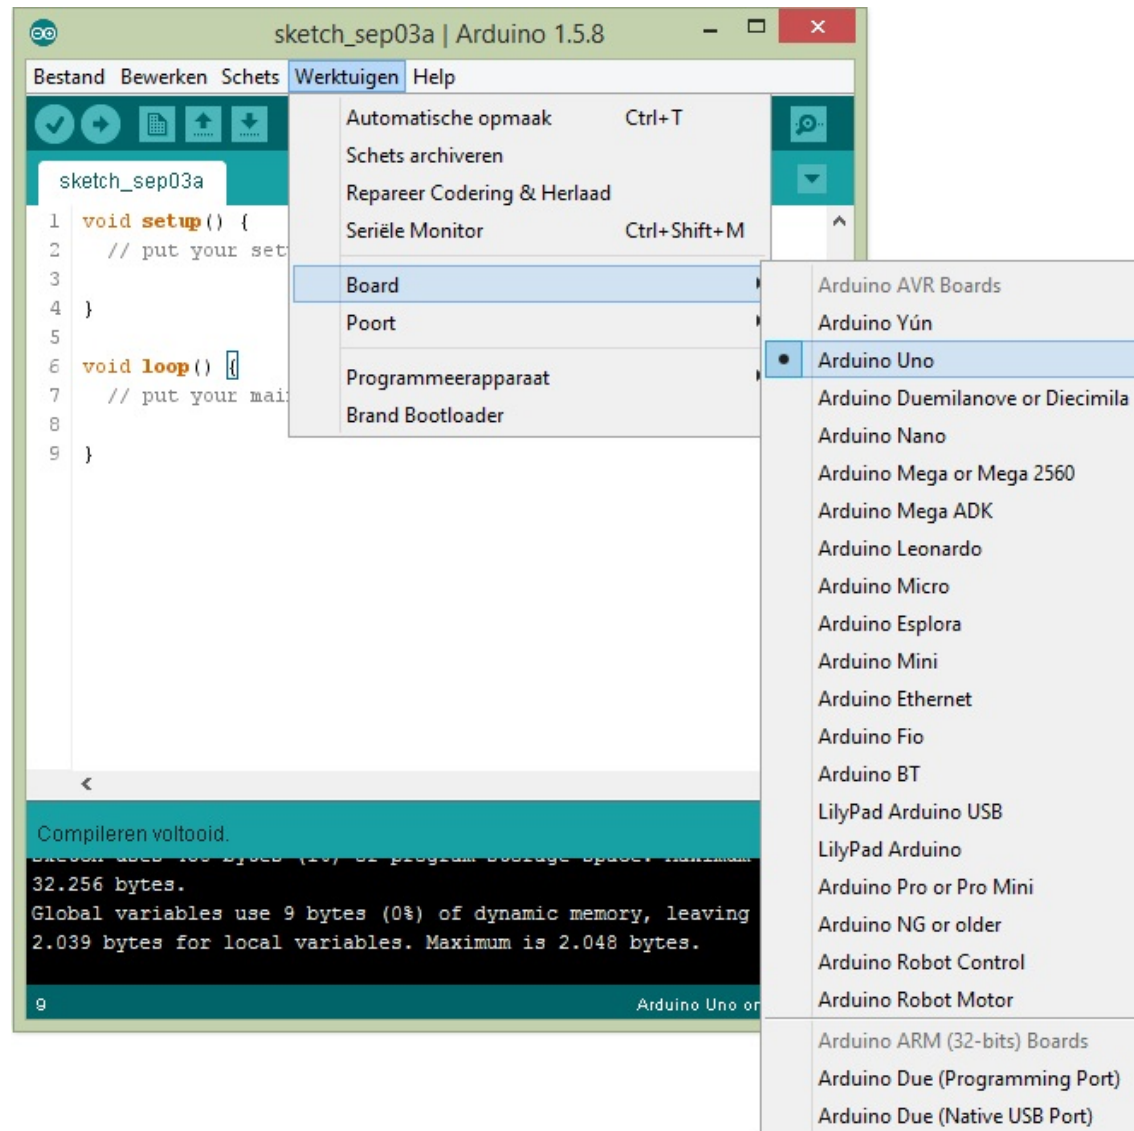 sketch_sep03a | Arduino 1.5.8
Bestand Bewerken Schets Werktuigen Help
Automatische opmaak Ctrl+T
Schets archiveren
Repareer Codering & Herlaad
Seriële Monitor Ctrl+Shift+M
Board
Poort
Programmeerapparaat
Brand Bootloader
Arduino AVR Boards
Arduino Yún
Arduino Uno
Arduino Duemilanove or Diecimila
Arduino Nano
Arduino Mega or Mega 2560
Arduino Mega ADK
Arduino Leonardo
Arduino Micro
Arduino Esplora
Arduino Mini
Arduino Ethernet
Arduino Fio
Arduino BT
LilyPad Arduino USB
LilyPad Arduino
Arduino Pro or Pro Mini
Arduino NG or older
Arduino Robot Control
Arduino Robot Motor
Arduino ARM (32-bits) Boards
Arduino Due (Programming Port)
Arduino Due (Native USB Port)
sketch_sep03a
1 void setup() {
2 // put your set
3
4 }
5
6 void loop() {
7 // put your mai
8
9 }
Compileren voltooid.
bytes of program storage space. Maximum
32.256 bytes.
Global variables use 9 bytes (0%) of dynamic memory, leaving
2.039 bytes for local variables. Maximum is 2.048 bytes.
9 Arduino Uno on